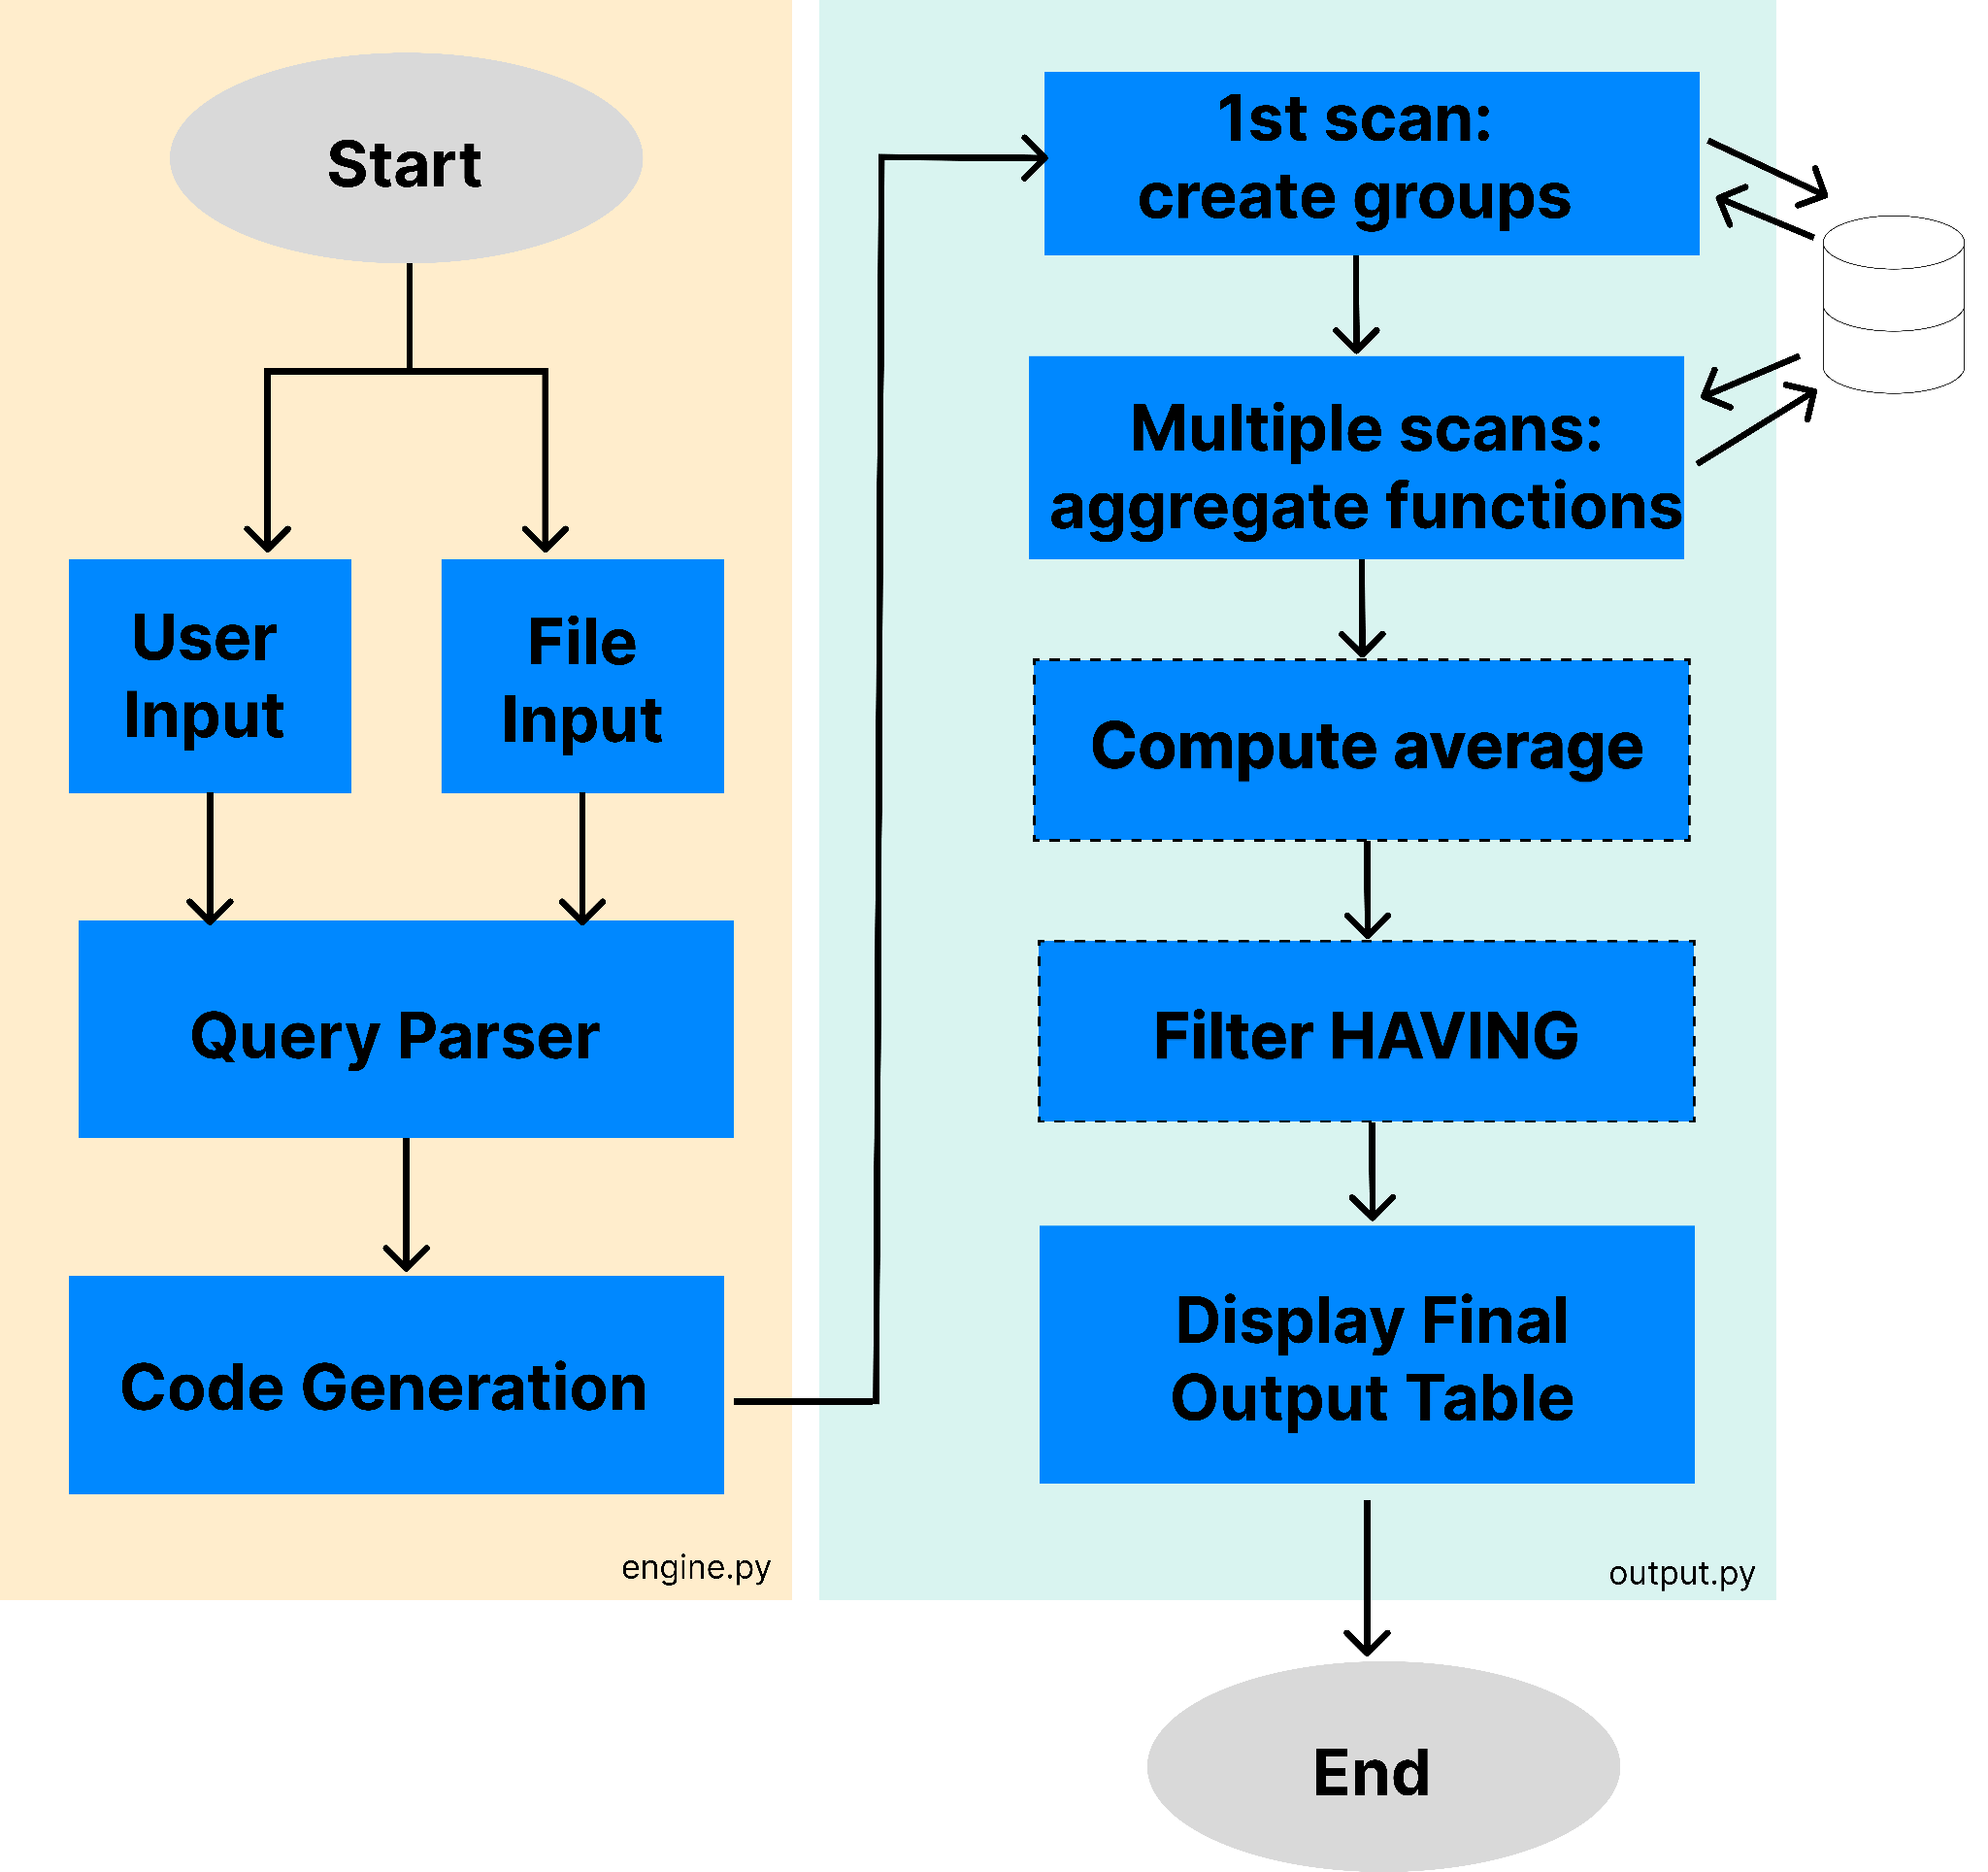 Start
User
Input
File
Input
Query Parser
Code Generation
engine.py
1st scan:
create groups
Multiple scans:
aggregate functions
Compute average
Filter HAVING
Display Final
Output Table
output.py
End